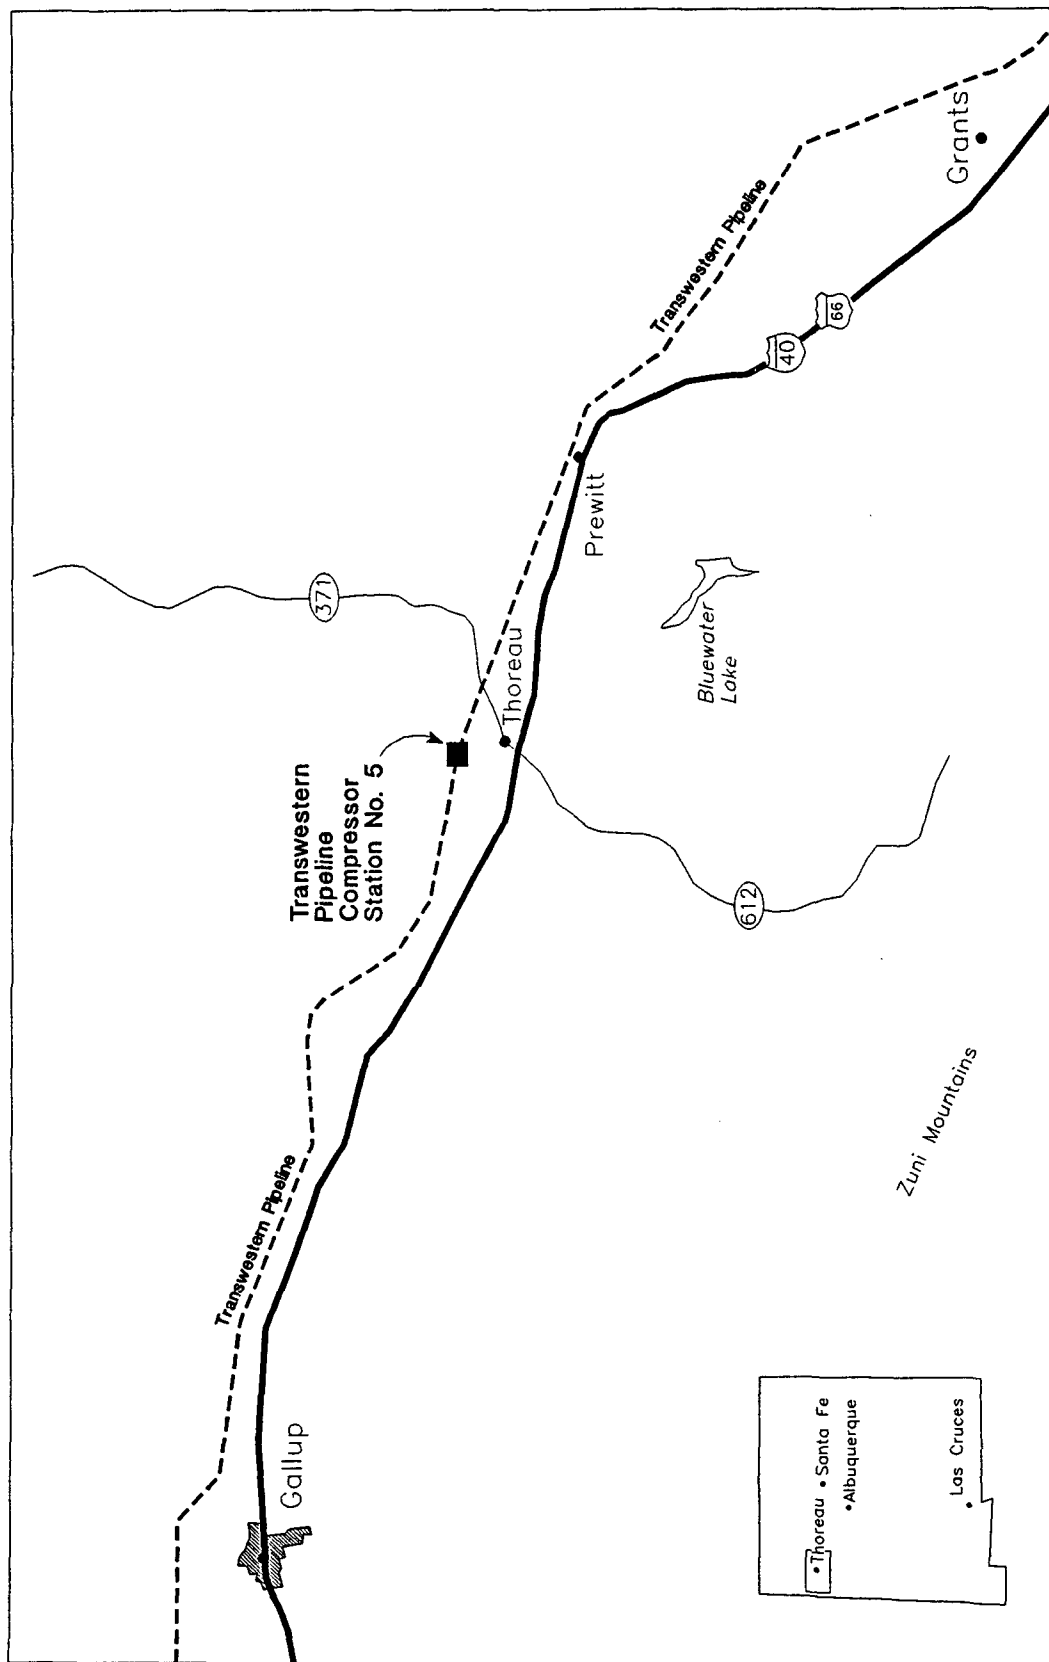 Transwestern Pipeline
Gallup
Transwestern
Pipeline
Compressor
Station No. 5
371
Thoreau
Transwestern Pipeline
Prewitt
40
66
Grants
612
Bluewater
Lake
Zuni Mountains
Thoreau
Santa Fe
Albuquerque
Las Cruces